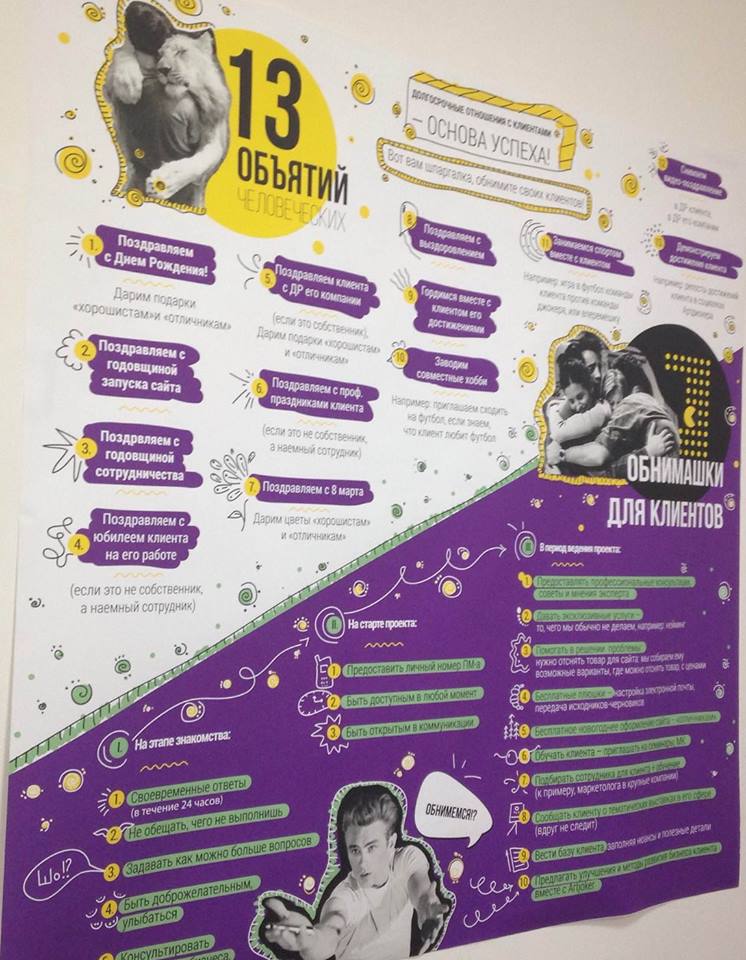 13
ОБЪЯТИЙ
ЧЕЛОВЕЧЕСКИХ
ДОЛГОСРОЧНЫЕ ОТНОШЕНИЯ С КЛИЕНТАМИ
– ОСНОВА УСПЕХА!
Вот вам шпаргалка, обнимите своих клиентов!
1. Поздравляем
с Днем Рождения!
Дарим подарки
«хорошистам»и «отличникам»
2. Поздравляем с
годовщиной
запуска сайта
3. Поздрвляем с
годовщиной
сотрудничества
4. Поздравляем с
юбилеем клиента
на его работе
(если это не собственник,
а наемный сотрудник)
5. Поздравляем клиента
с ДР его компании
(если это собственник),
Дарим подарки «хорошистам»
и «отличникам»
6. Поздравляем с проф.
праздниками клиента
(если это не собственник,
а наемный сотрудник)
7. Поздравляем с 8 марта
Дарим цветы «хорошистам»
и «отличникам»
8 Поздравляем с
выздоровлением
9 Гордимся вместе с
клиентом его
достижениями
10 Заводим
совместные хобби
Например: приглашаем сходить
на футбол, если знаем,
что клиент любит футбол
11 Занимаемся спортом
вместе с клиентом
Например: игра в футбол команды
клиента против команды
джокера, или вперемешку
Снимаем
видео-поздравление
в ДР клиента,
в ДР его компании
13 Демонстрируем
достижения клиента
Например: репосты достижений
клиента в соцсетях
Артджокера
ОБНИМАШКИ
ДЛЯ КЛИЕНТОВ
I. На этапе знакомства:
1. Своевременные ответы
(в течение 24 часов)
2. Не обещать, чего не выполнишь
3. Задавать как можно больше вопросов
Шо!?
4. Быть доброжелательным,
улыбаться
Консультировать
бизнеса,
II. На старте проекта:
1 Предоставить личный номер ПМ-а
2 Быть доступным в любой момент
3 Быть открытим в коммуникации
ОБНИМЕМСЯ!?
III. В период ведения проекта:
1 Предоставлять профессиональные консультации,
советы и мнения эксперта
2 Давать эксклюзивные услуги –
то, чего мы обычно не делаем, например: нейминг
3 Помогать в решении проблемы:
нужно отснять товар для сайта: мы собираем ему
возможные варианты, где можно отснять товар, с ценами
4 Бесплатные плюшки – настройка электронной почты,
передача исходников-черновиков
5 Бесплатное новогоднее оформление сайта – «отличникам»
6 Обучать клиента – приглашать на семинары, МК
7 Подбирать сотрудника для клиента + обучение
(к примеру, маркетолога в крупные компании)
8 Сообщать клиенту о тематических выставках в его сфере
(вдруг не следит)
9 Вести базу клиента заполняя нюансы и полезные детали
10 Предлагать улучшения и методы развития бизнеса клиента
вместе с Artjoker